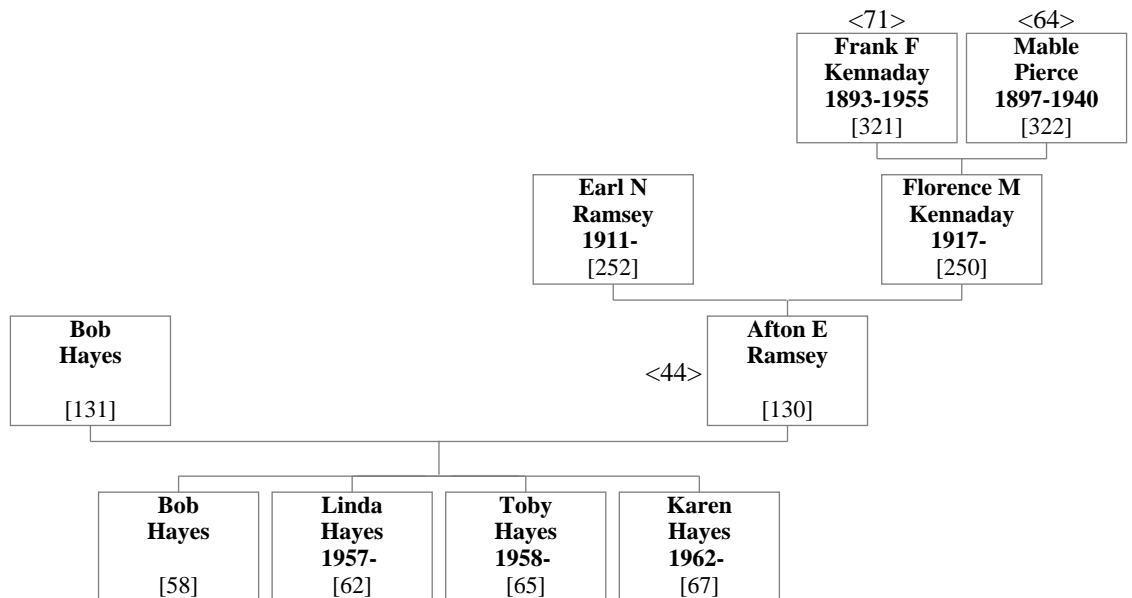 <71>
<64>
Frank F
Kennaday
1893-1955
[321]
Mable
Pierce
1897-1940
[322]
Earl N
Ramsey
1911-
[252]
Florence M
Kennaday
1917-
[250]
Bob
Hayes
[131]
<44>
Afton E
Ramsey
[130]
Bob
Hayes
[58]
Linda
Hayes
1957-
[62]
Toby
Hayes
1958-
[65]
Karen
Hayes
1962-
[67]